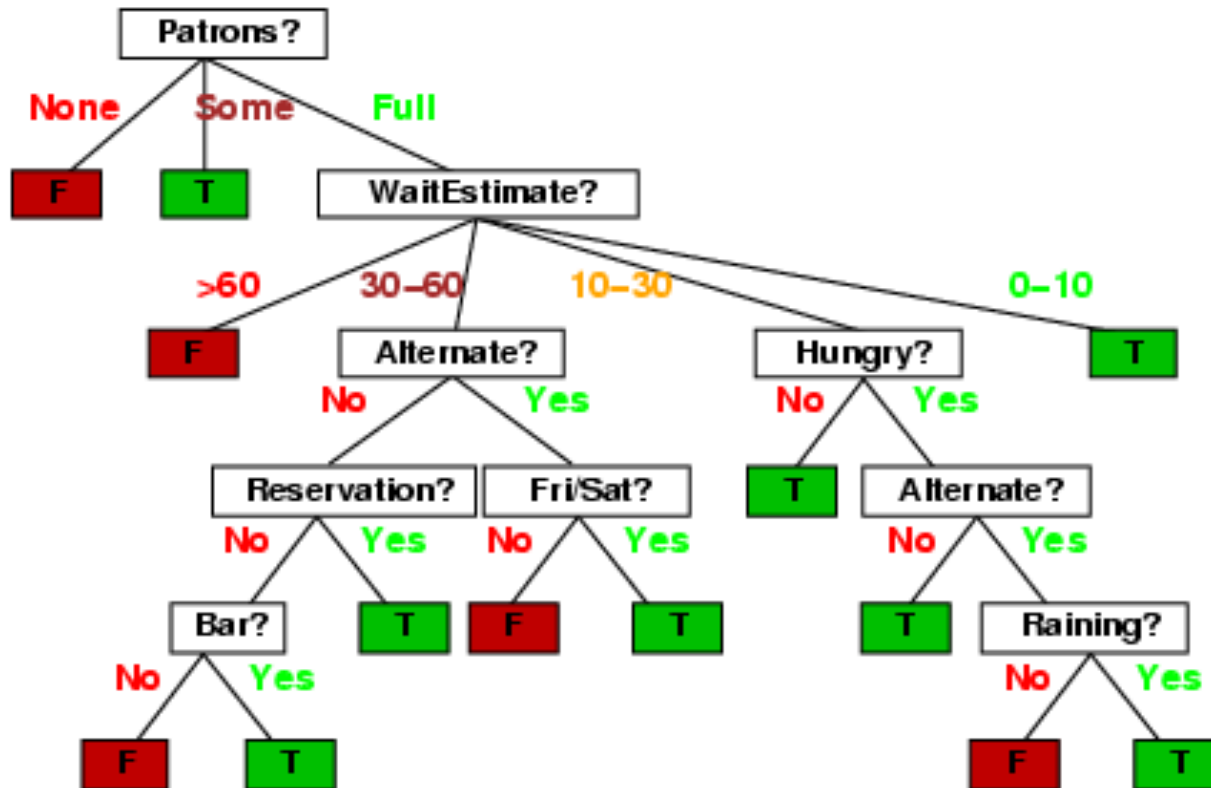 Patrons?
None Some Full
F T WaitEstimate?
>60 30–60 10–30 0–10
F Alternate? Hungry? T
No Yes No Yes
Reservation? Fri/Sat? T Alternate?
No Yes No Yes No Yes
Bar? T F T T Raining?
No Yes No Yes
F T F T